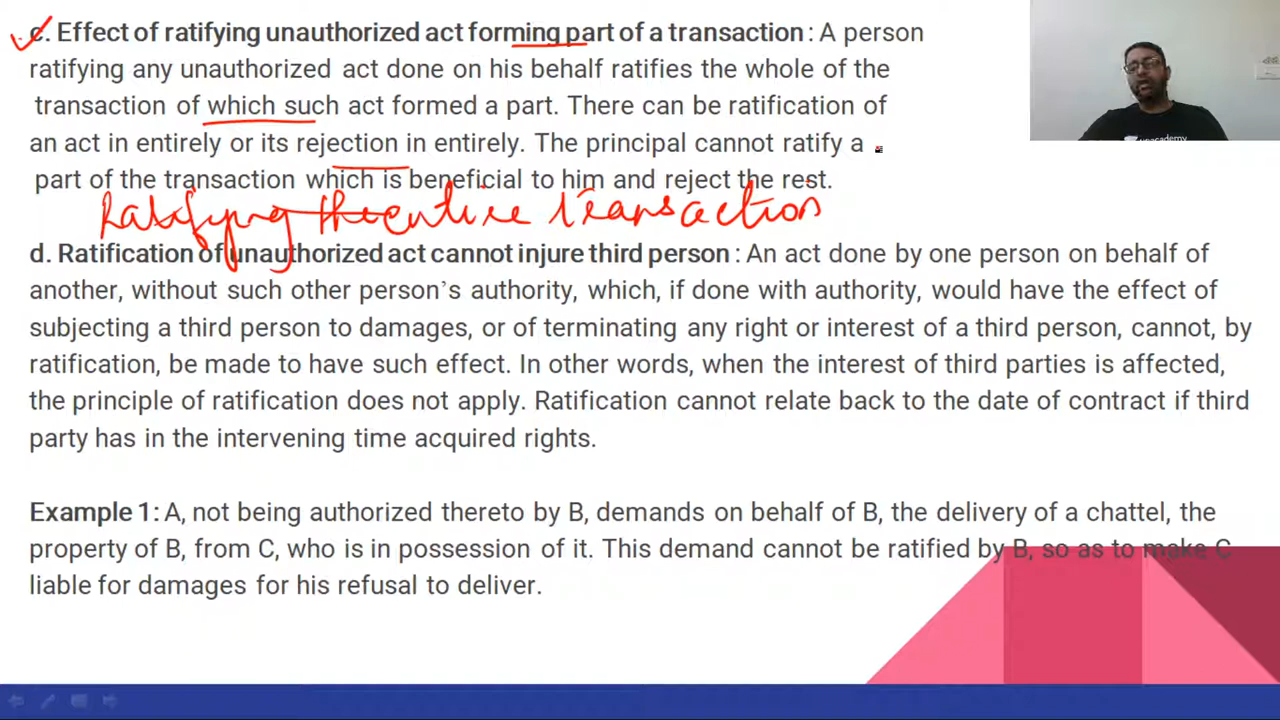 c. Effect of ratifying unauthorized act forming part of a transaction : A person
ratifying any unauthorized act done on his behalf ratifies the whole of the
transaction of which such act formed a part. There can be ratification of
an act in entirely or its rejection in entirely. The principal cannot ratify a
part of the transaction which is beneficial to him and reject the rest.
Ratifying the entire transaction
d. Ratification of unauthorized act cannot injure third person : An act done by one person on behalf of
another, without such other person's authority, which, if done with authority, would have the effect of
subjecting a third person to damages, or of terminating any right or interest of a third person, cannot, by
ratification, be made to have such effect. In other words, when the interest of third parties is affected,
the principle of ratification does not apply. Ratification cannot relate back to the date of contract if third
party has in the intervening time acquired rights.
Example 1: A, not being authorized thereto by B, demands on behalf of B, the delivery of a chattel, the
property of B, from C, who is in possession of it. This demand cannot be ratified by B, so as to make C
liable for damages for his refusal to deliver.
unacademy